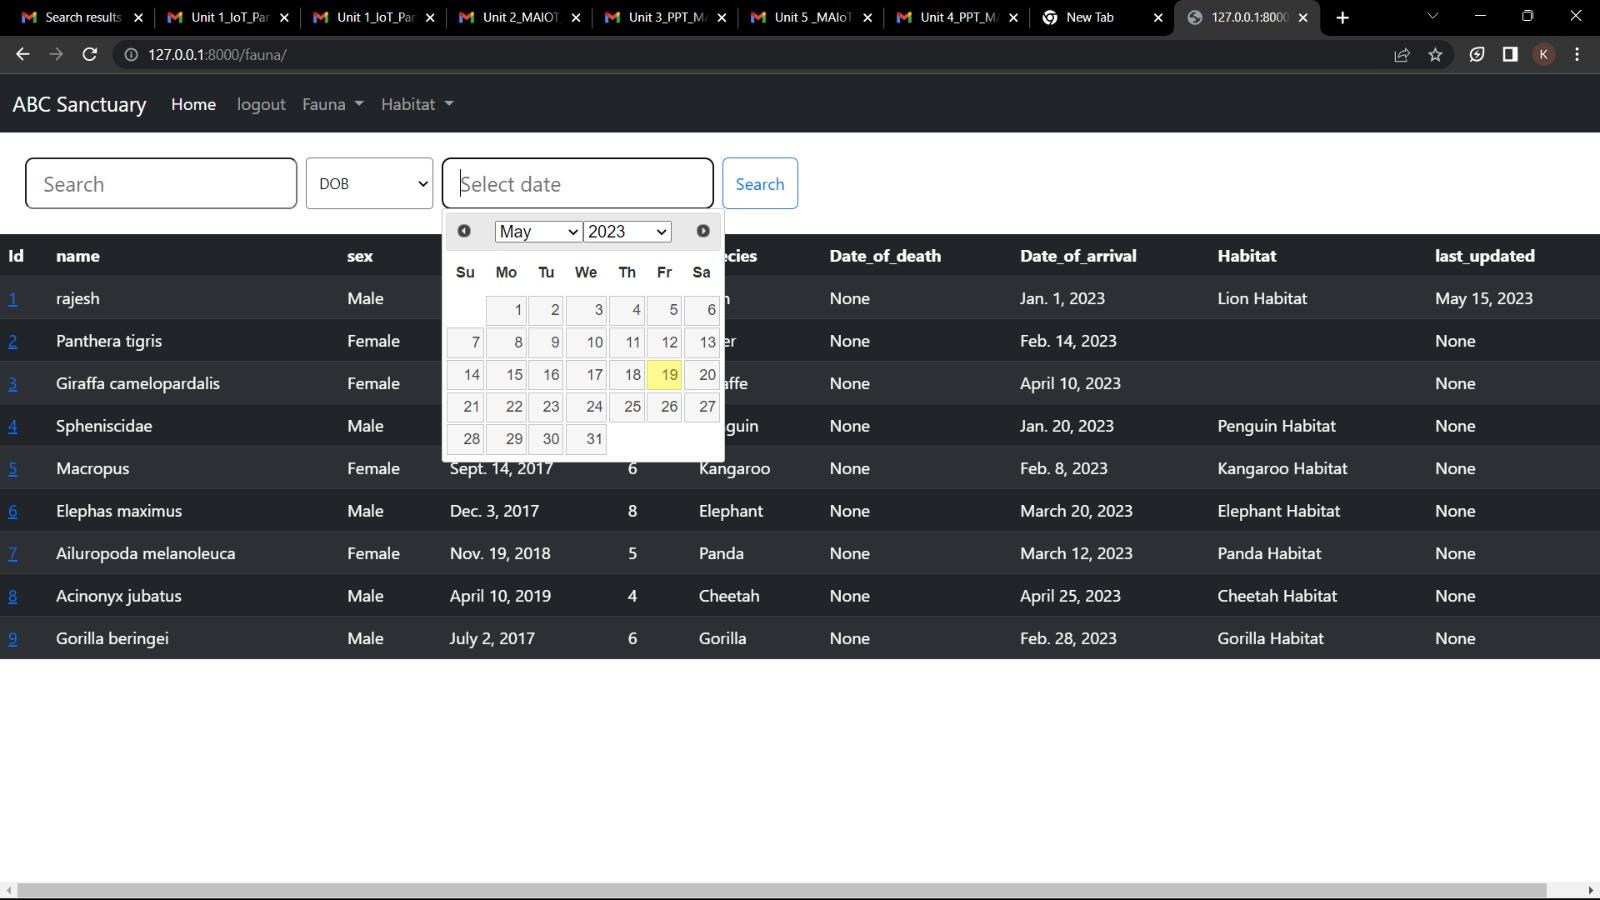 Search results Unit 1_IoT_Par Unit 1_IoT_Par Unit 2_MAIOT Unit 3_PPT_M Unit 5 _MAIoT Unit 4_PPT_M New Tab 127.0.0.1:8000
127.0.0.1:8000/fauna/ K
ABC Sanctuary Home logout Fauna Habitat
Search DOB Select date Search
May 2023
Su Mo Tu We Th Fr Sa
1 2 3 4 5 6
7 8 9 10 11 12 13
14 15 16 17 18 19 20
21 22 23 24 25 26 27
28 29 30 31
Id name sex ecies Date_of_death Date_of_arrival Habitat last_updated
1 rajesh Male None Jan. 1, 2023 Lion Habitat May 15, 2023
2 Panthera tigris Female er None Feb. 14, 2023 None
3 Giraffa camelopardalis Female affe None April 10, 2023 None
4 Spheniscidae Male guin None Jan. 20, 2023 Penguin Habitat None
5 Macropus Female Sept. 14, 2017 6 Kangaroo None Feb. 8, 2023 Kangaroo Habitat None
6 Elephas maximus Male Dec. 3, 2017 8 Elephant None March 20, 2023 Elephant Habitat None
7 Ailuropoda melanoleuca Female Nov. 19, 2018 5 Panda None March 12, 2023 Panda Habitat None
8 Acinonyx jubatus Male April 10, 2019 4 Cheetah None April 25, 2023 Cheetah Habitat None
9 Gorilla beringei Male July 2, 2017 6 Gorilla None Feb. 28, 2023 Gorilla Habitat None